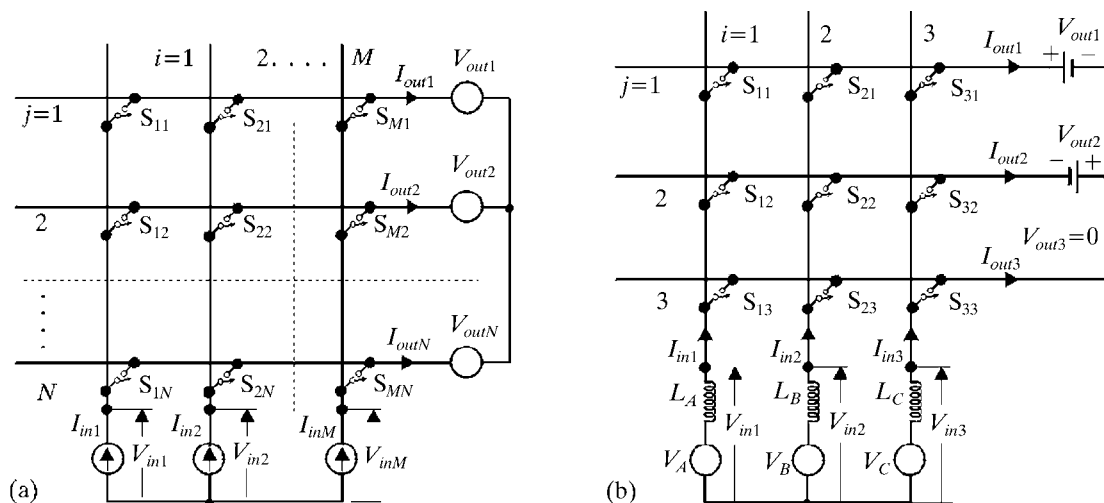 i=1 2. . . . M I_out1 V_out1
j=1 S_11 S_21 S_M1
I_out2 V_out2
2 S_12 S_22 S_M2
I_outN V_outN
N S_1N S_2N S_MN
I_in1 I_in2 I_inM
V_in1 V_in2 V_inM
(a)
i=1 2 3 I_out1 V_out1
+ −
j=1 S_11 S_21 S_31
I_out2 V_out2
- +
2 S_12 S_22 S_32
V_out3=0
I_out3
3 S_13 S_23 S_33
I_in1 I_in2 I_in3
L_A L_B L_C
V_in1 V_in2 V_in3
V_A V_B V_C
(b)